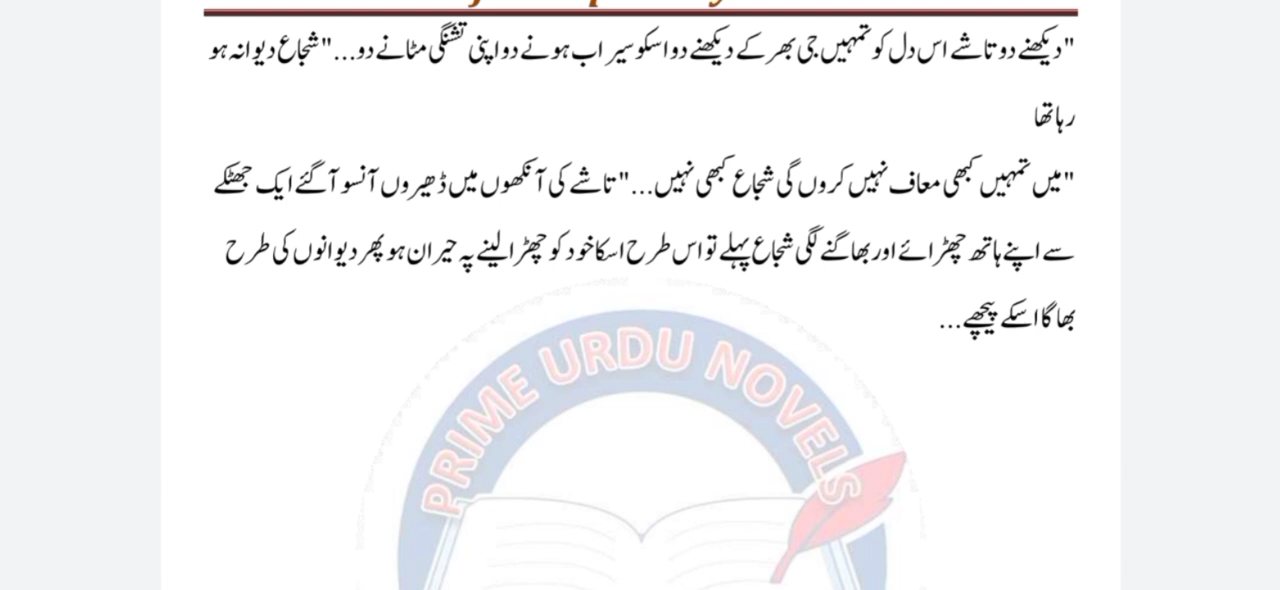 "دیکھنے دو تاشے اس دل کو تمہیں جی بھر کے دیکھنے دو اسکو سیراب ہونے دو اپنی تشنگی مٹانے دو..." شجاع دیوانہ ہو
رہا تھا
"میں تمہیں کبھی معاف نہیں کروں گی شجاع کبھی نہیں..." تاشے کی آنکھوں میں ڈھیروں آنسو آ گئے ایک جھٹکے
سے اپنے ہاتھ چھڑائے اور بھاگنے لگی شجاع پہلے تو اس طرح اسکا خود کو چھڑا لینے پہ حیران ہو پھر دیوانوں کی طرح
بھاگا اسکے پیچھے...
PRIME URDU NOVELS